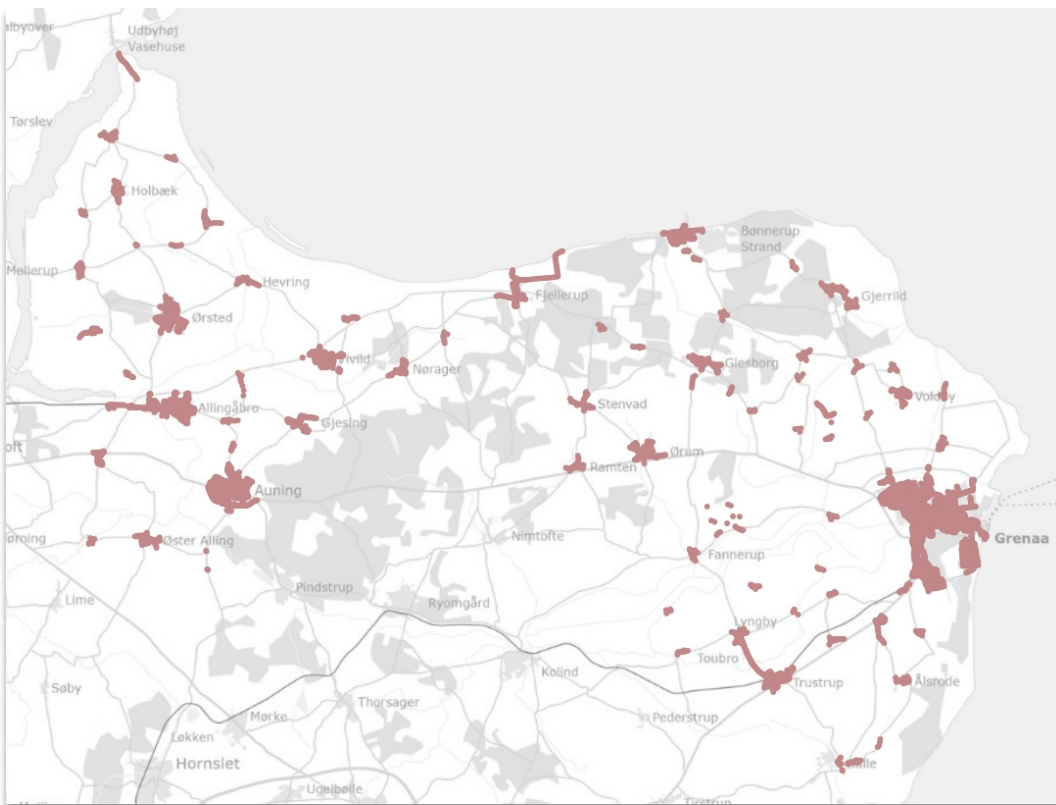 Udbyhøj
Vasehuse
Tørslev
Holbæk
Bønnerup
Strand
Mellerup
Hevring
Fjellerup
Gjerrild
Ørsted
Glesborg
Nørager
Allingåbro
Stenvad
Gjesing
Ørum
Ramten
Auning
Nimtofte
Grenaa
Øster Alling
Fannerup
Pindstrup
Lime
Ryomgård
Lyngby
Toubro
Kolind
Trustrup
Ålsrode
Søby
Thorsager
Mørke
Pederstrup
Løkken
Hornslet
Ugelbølle